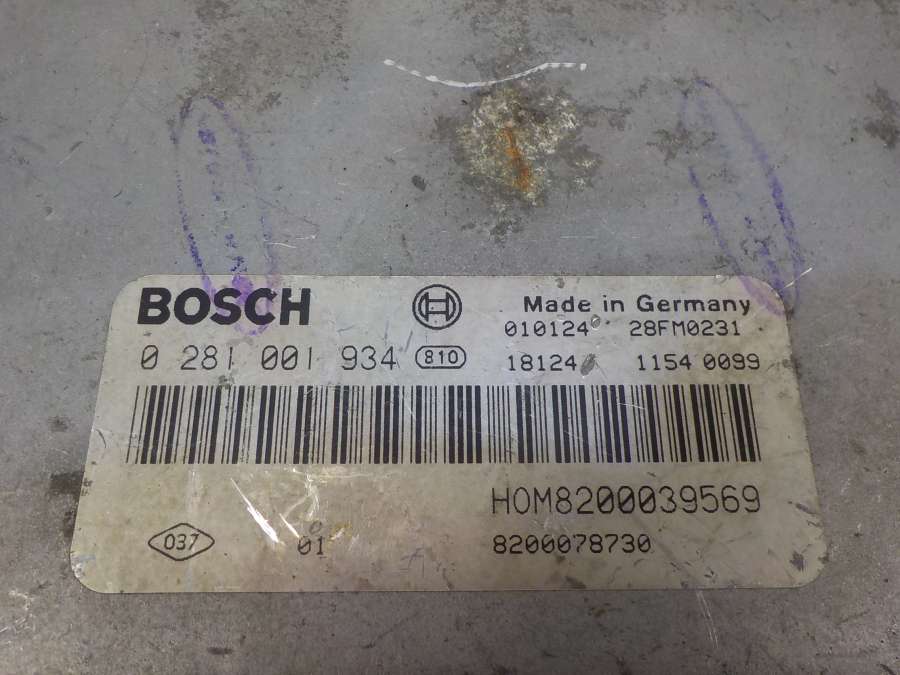 BOSCH
Made in Germany
010124 28FM0231
0 281 001 934 810
18124 1154 0099
HOM8200039569
037 01 8200078730